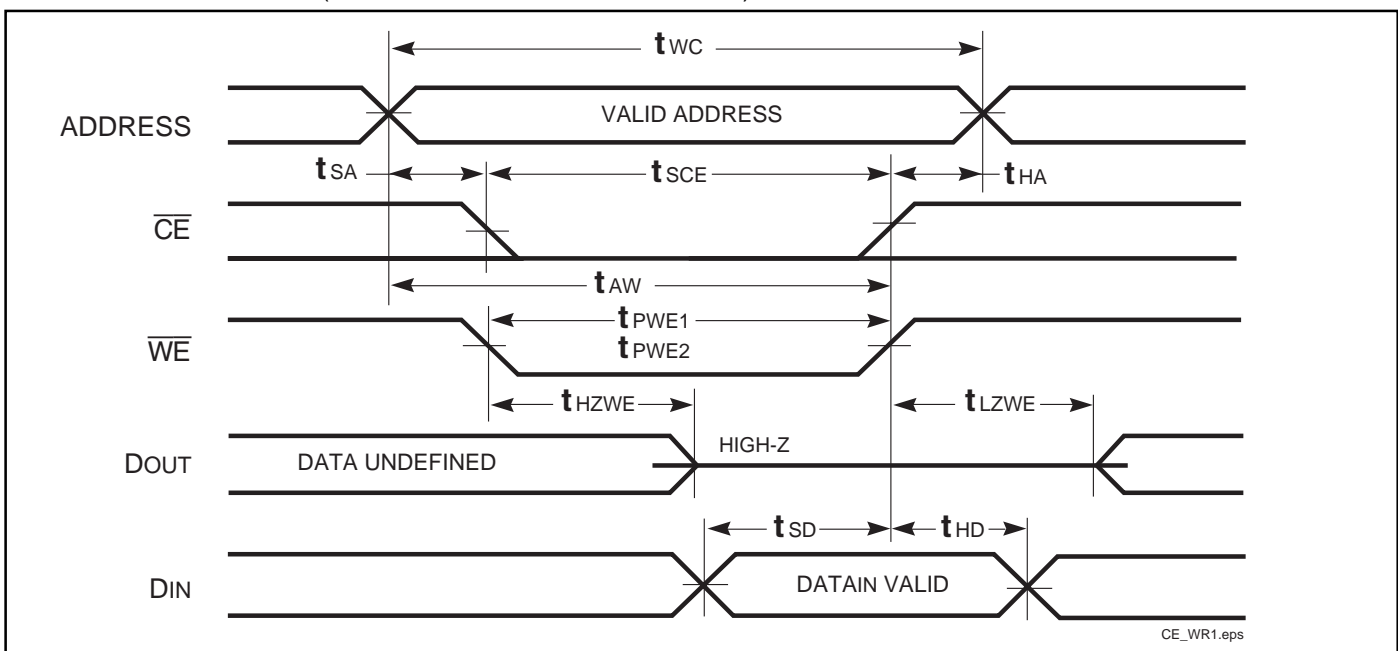 tWC
ADDRESS
VALID ADDRESS
tSA
tSCE
tHA
CE
tAW
tPWE1
WE
tPWE2
tHZWE
tLZWE
DOUT
DATA UNDEFINED
HIGH-Z
tSD
tHD
DIN
DATAIN VALID
CE_WR1.eps